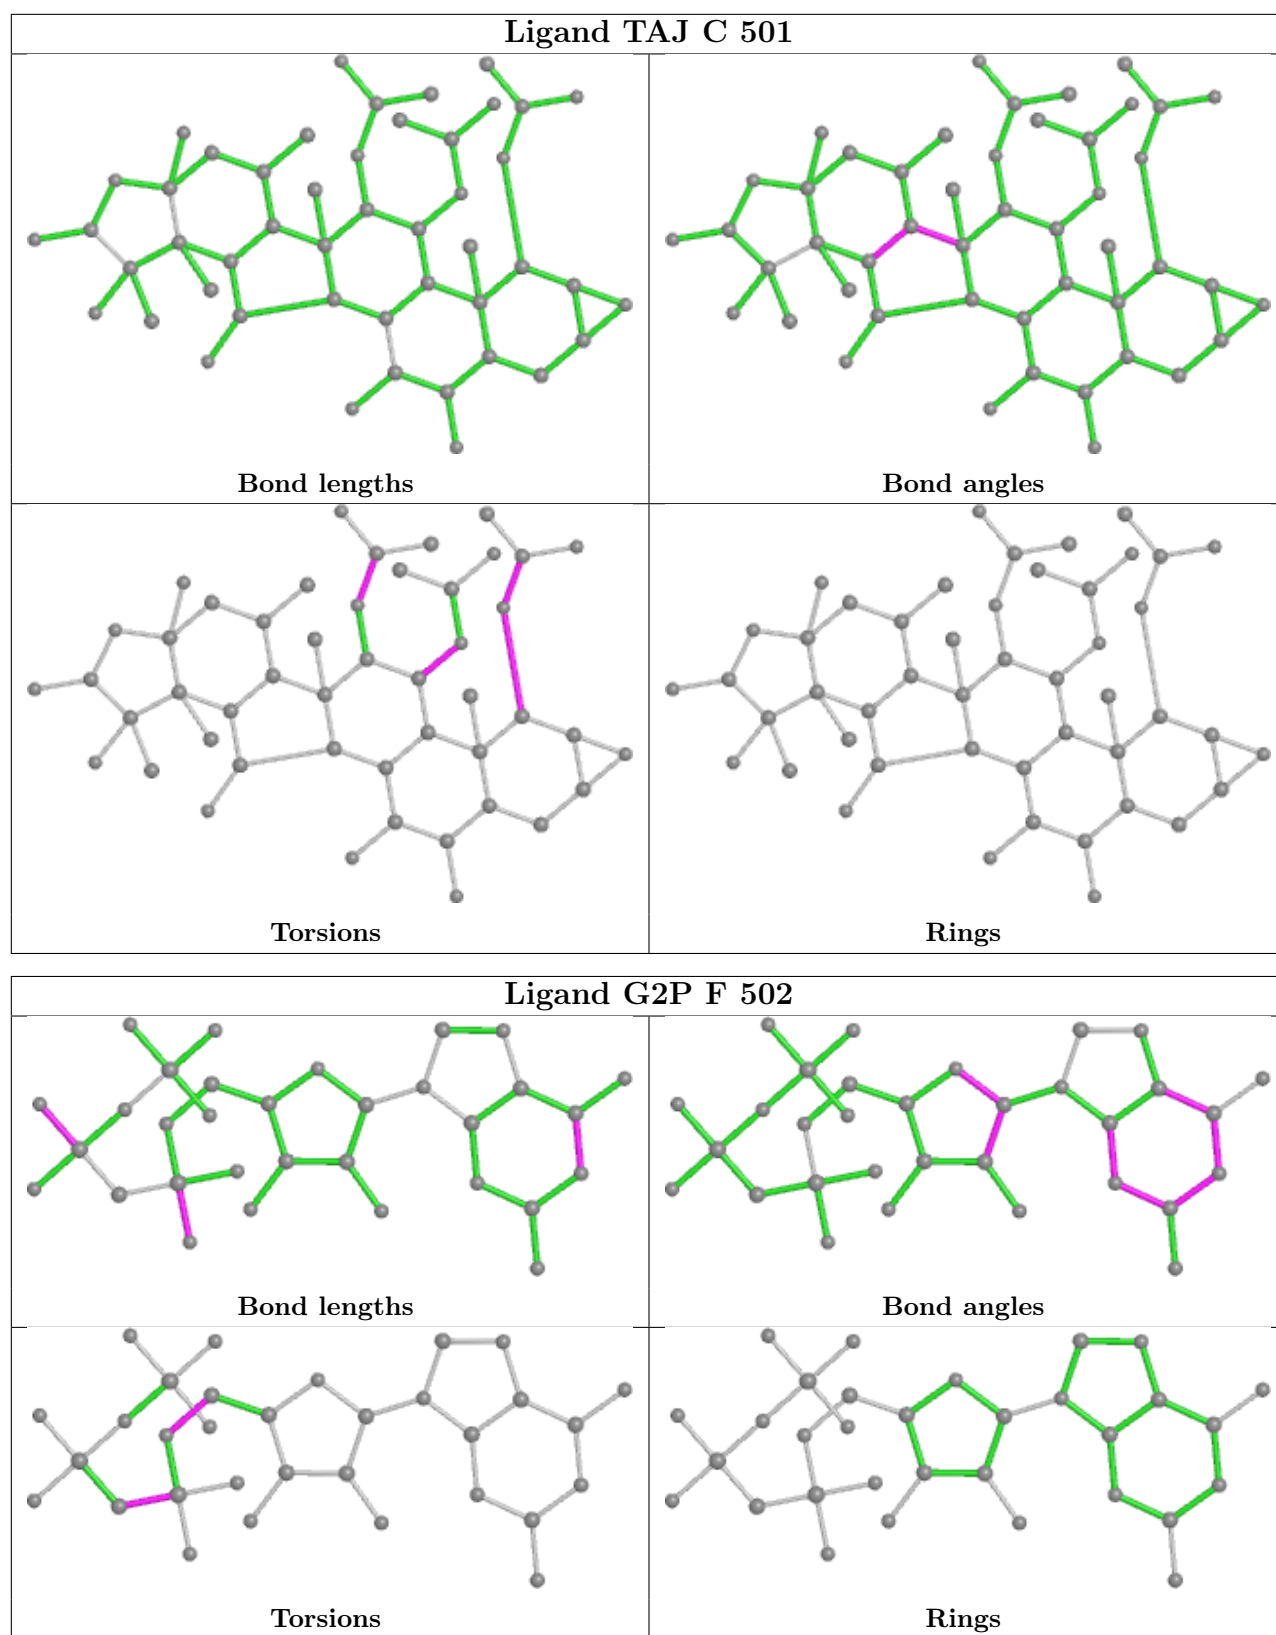 Ligand TAJ C 501
Bond lengths
Bond angles
Torsions
Rings
Ligand G2P F 502
Bond lengths
Bond angles
Torsions
Rings